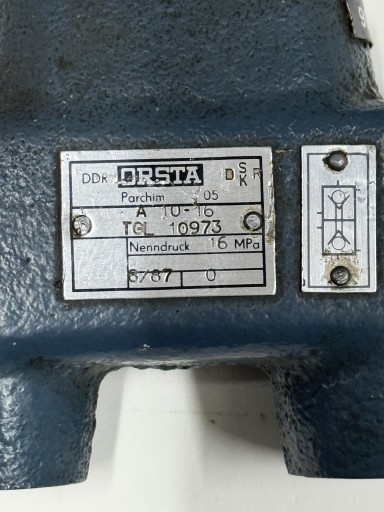 DDR ORSTA DSKR
Parchim 05
A 10-16
TGL 10973
Nenndruck 16 MPa
8/87 0